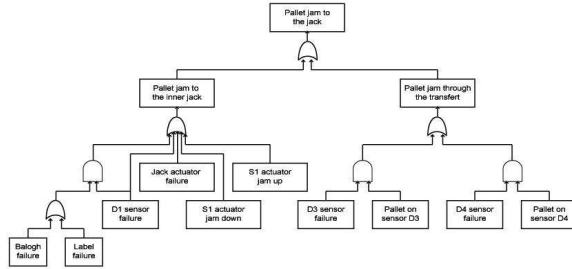 Pallet jam to
the jack
Pallet jam to
the inner jack
Pallet jam through
the transfert
Jack actuator
failure
S1 actuator
jam up
D1 sensor
failure
S1 actuator
jam down
D3 sensor
failure
Pallet on
sensor D3
D4 sensor
failure
Pallet on
sensor D4
Balogh
failure
Label
failure